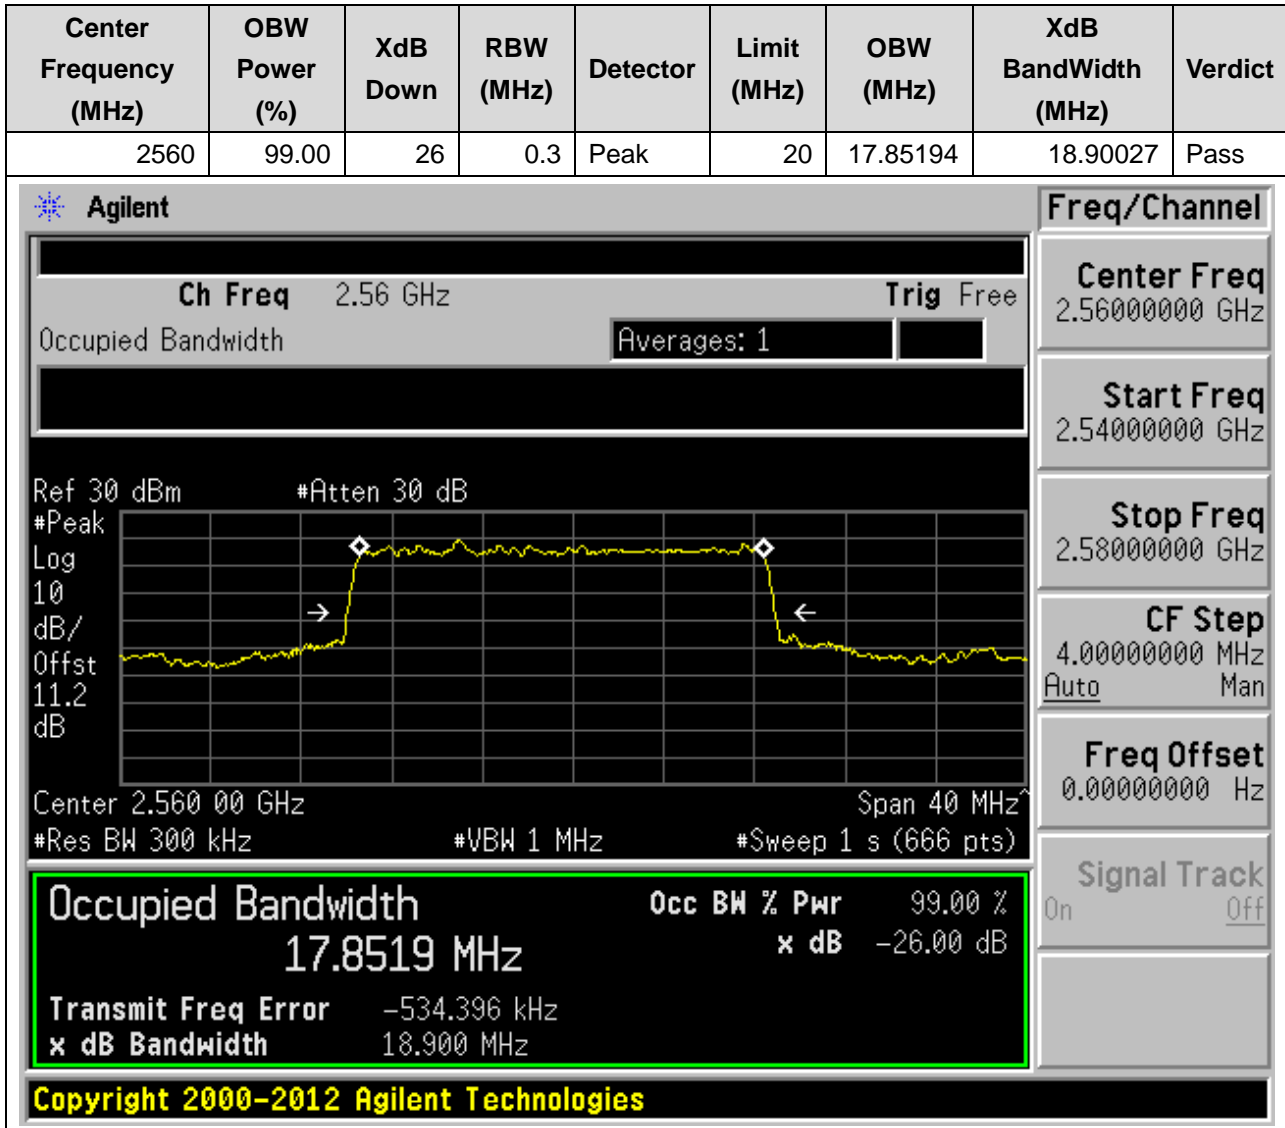 Center Frequency (MHz) OBW Power (%) XdB Down RBW (MHz) Detector Limit (MHz) OBW (MHz) XdB BandWidth (MHz) Verdict
2560 99.00 26 0.3 Peak 20 17.85194 18.90027 Pass
Agilent
Freq/Channel
Ch Freq 2.56 GHz Trig Free
Occupied Bandwidth Averages: 1
Center Freq
2.56000000 GHz
Start Freq
2.54000000 GHz
Stop Freq
2.58000000 GHz
CF Step
4.00000000 MHz
Auto Man
Freq Offset
0.00000000 Hz
Signal Track
On Off
Ref 30 dBm #Atten 30 dB
#Peak
Log
10
dB/
Offst
11.2
dB
Center 2.560 00 GHz Span 40 MHz^
#Res BW 300 kHz #VBW 1 MHz #Sweep 1 s (666 pts)
Occupied Bandwidth
17.8519 MHz
Occ BW % Pwr 99.00 %
x dB -26.00 dB
Transmit Freq Error -534.396 kHz
x dB Bandwidth 18.900 MHz
Copyright 2000-2012 Agilent Technologies